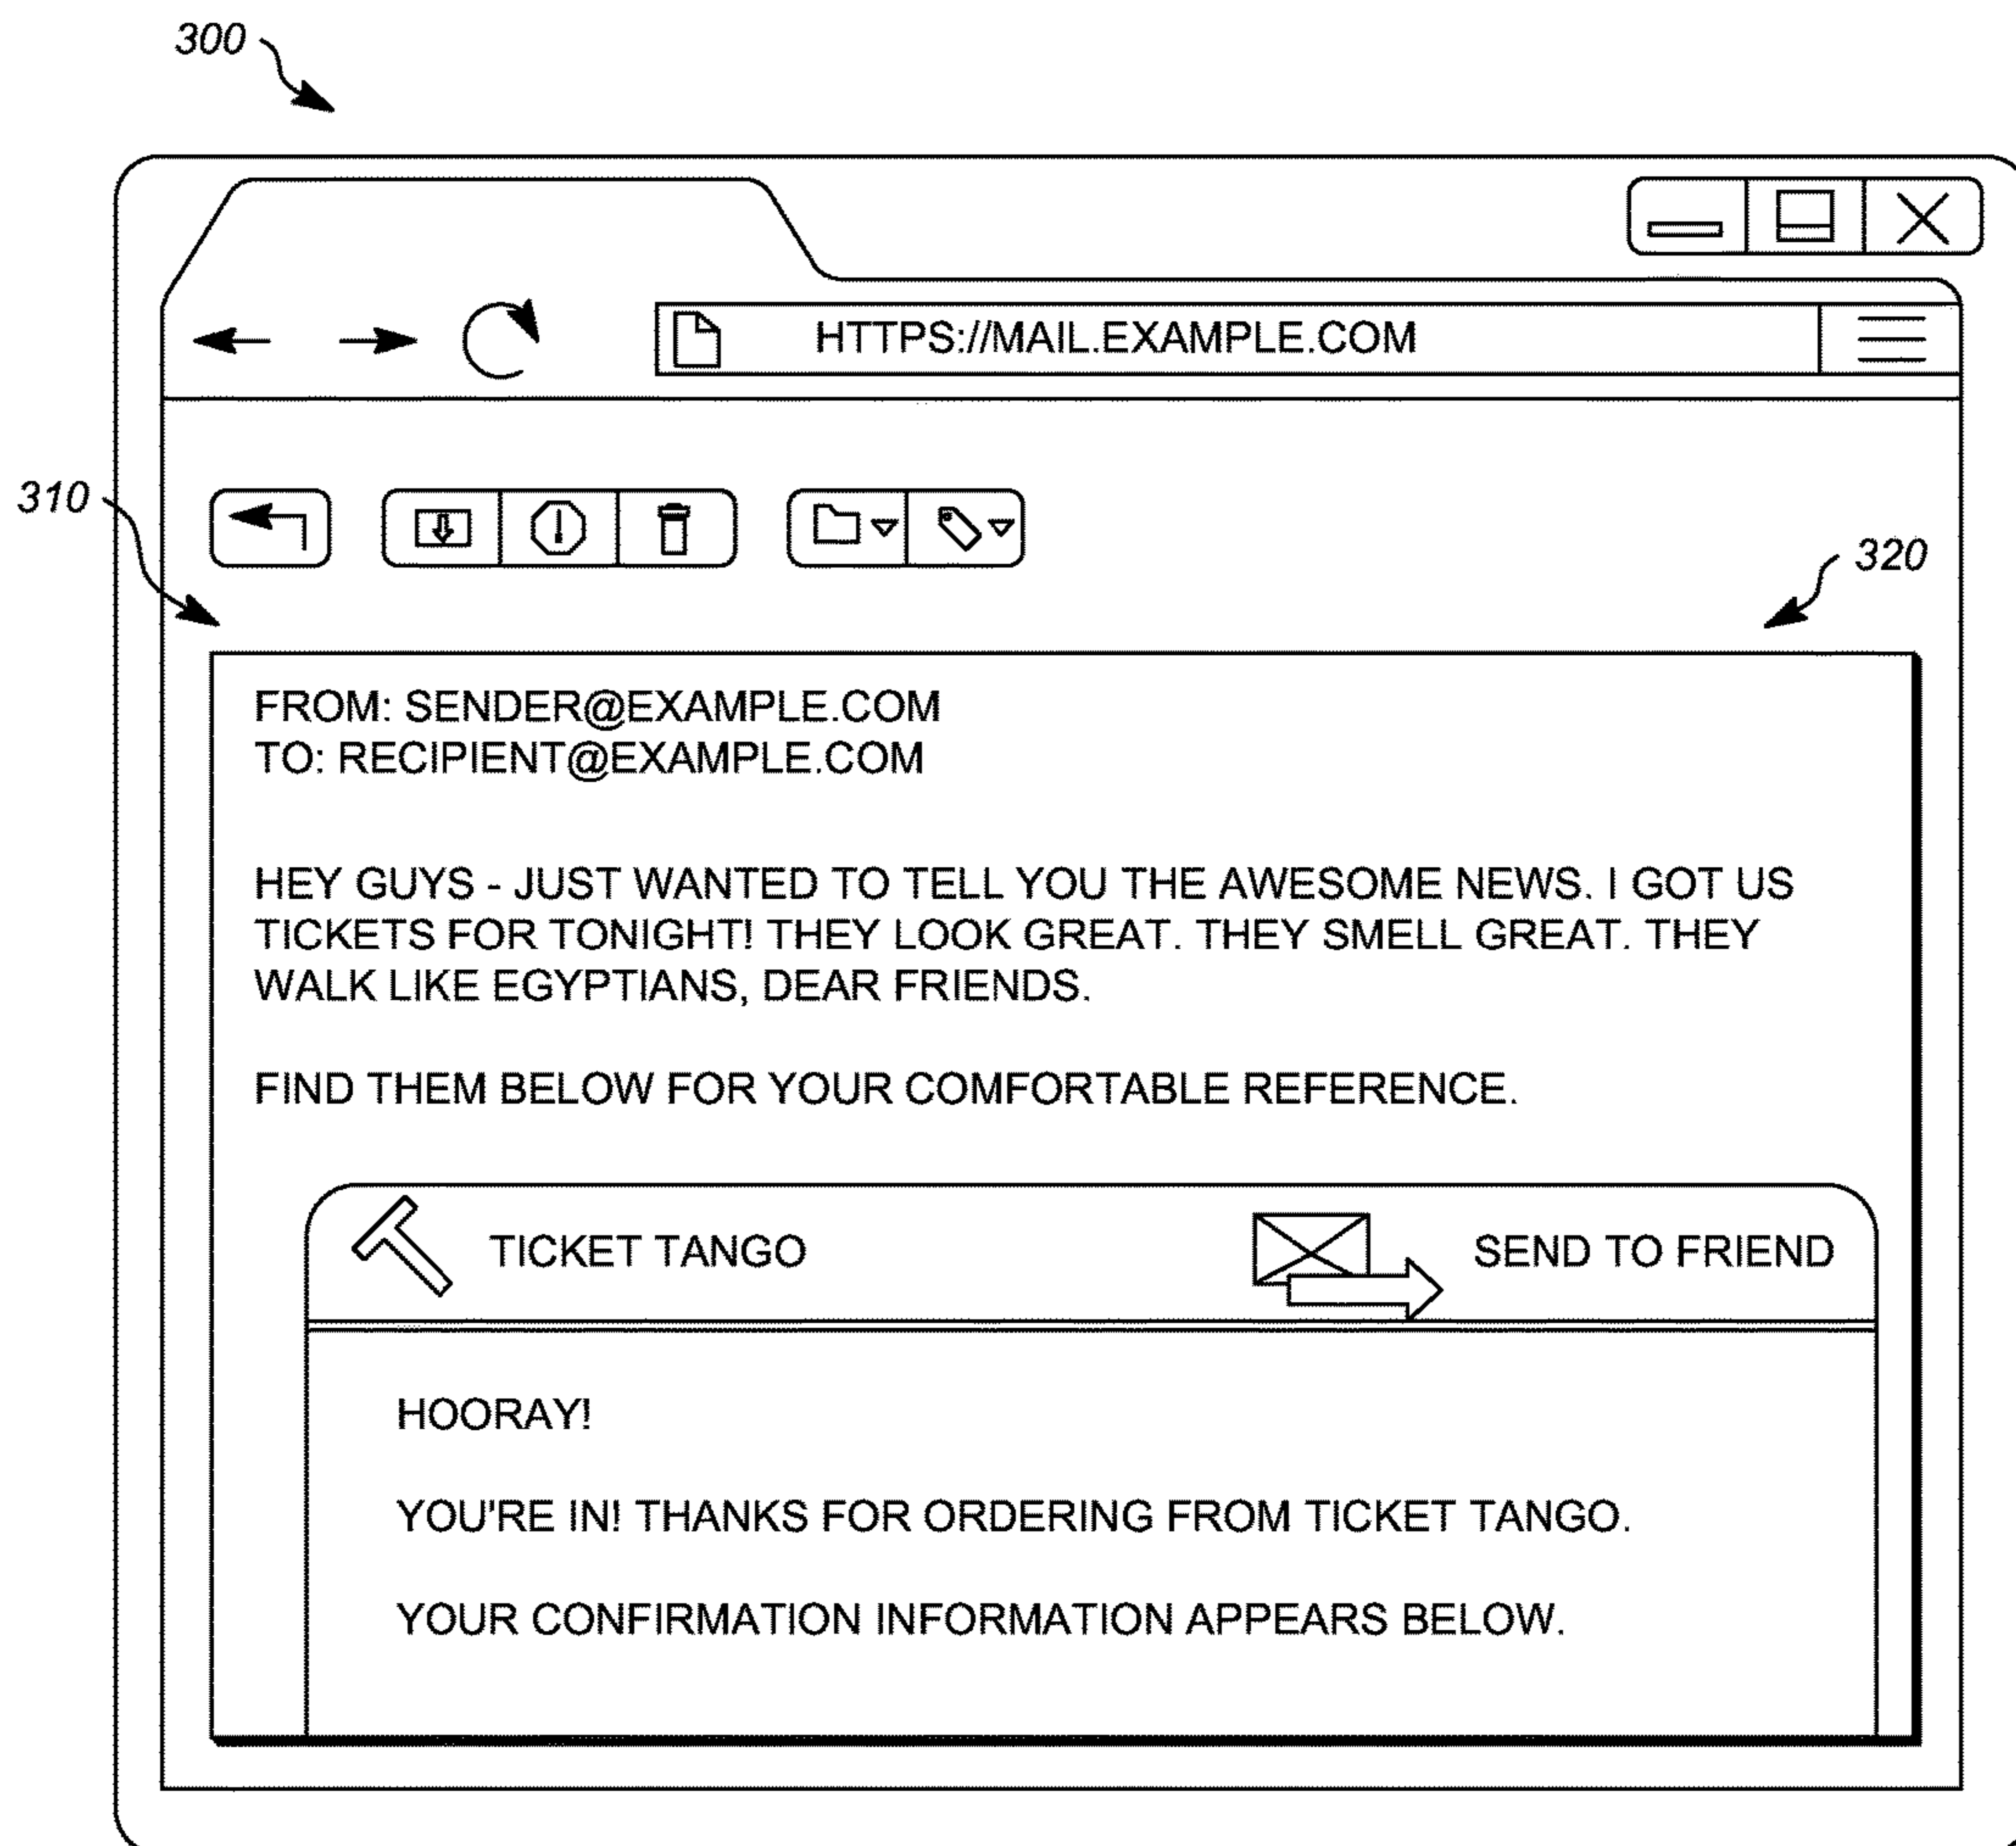 300
HTTPS://MAIL.EXAMPLE.COM
310
320
FROM: SENDER@EXAMPLE.COM
TO: RECIPIENT@EXAMPLE.COM
HEY GUYS - JUST WANTED TO TELL YOU THE AWESOME NEWS. I GOT US
TICKETS FOR TONIGHT! THEY LOOK GREAT. THEY SMELL GREAT. THEY
WALK LIKE EGYPTIANS, DEAR FRIENDS.
FIND THEM BELOW FOR YOUR COMFORTABLE REFERENCE.
TICKET TANGO
SEND TO FRIEND
HOORAY!
YOU'RE IN! THANKS FOR ORDERING FROM TICKET TANGO.
YOUR CONFIRMATION INFORMATION APPEARS BELOW.